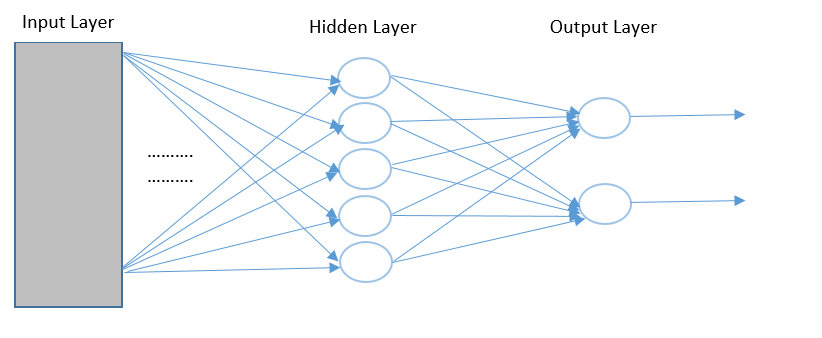 Input Layer
Hidden Layer
Output Layer
..........
..........